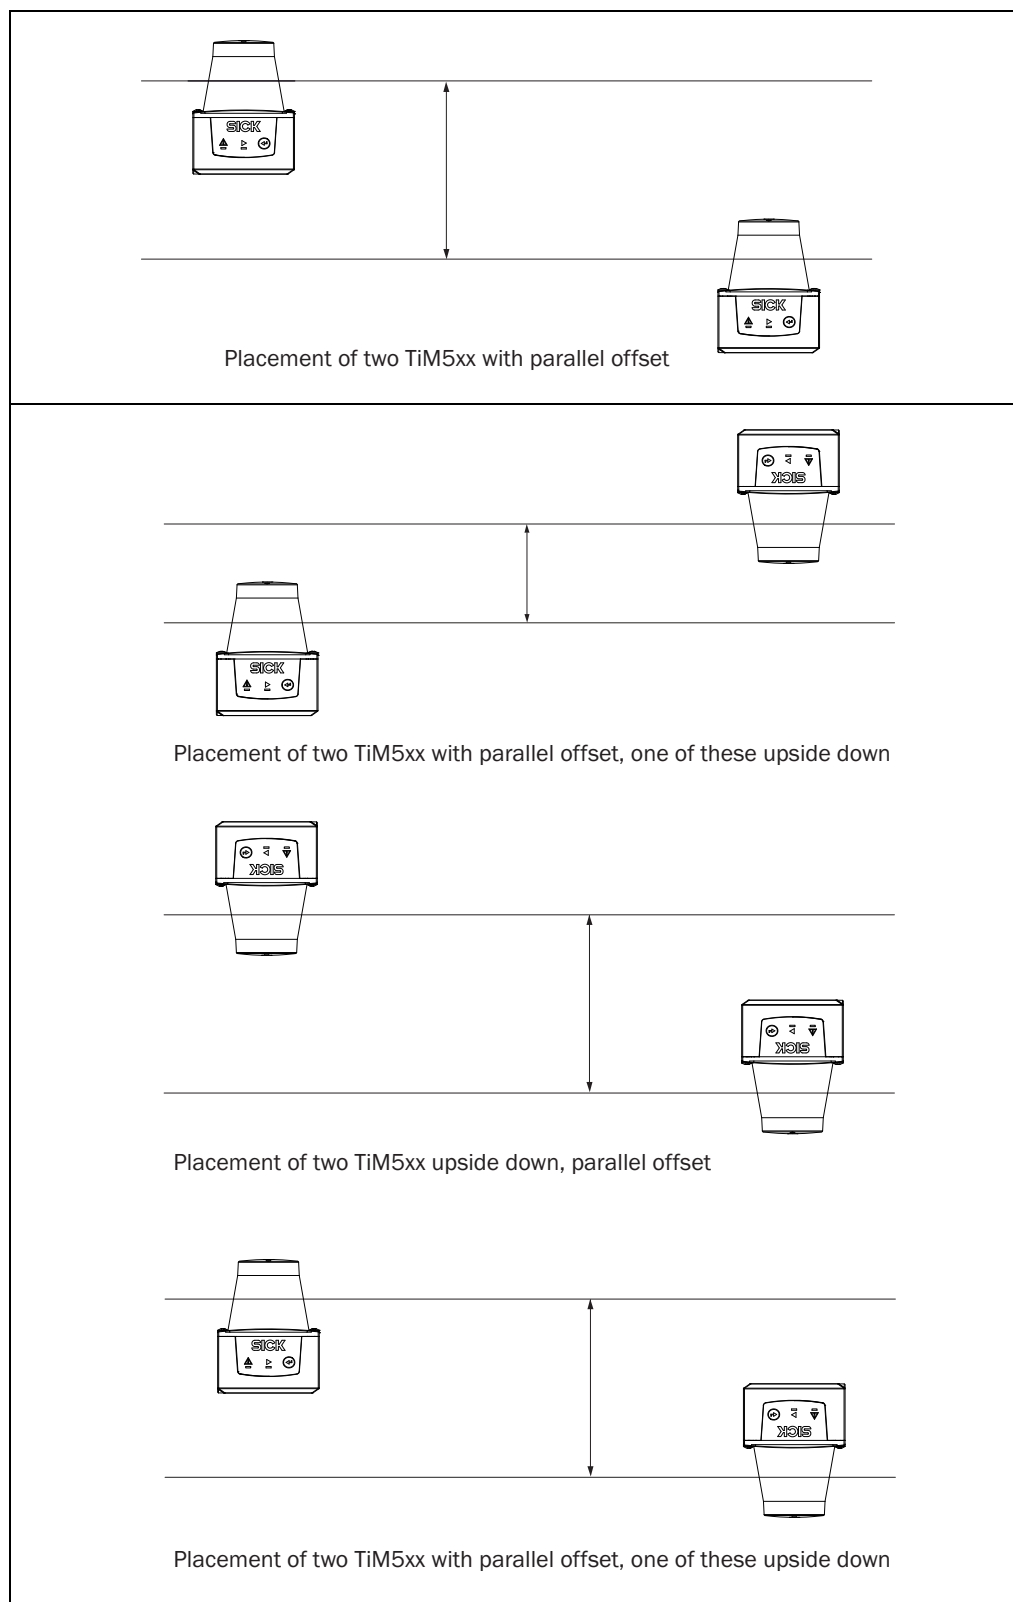 SICK
SICK
Placement of two TiM5xx with parallel offset
SICK
SICK
Placement of two TiM5xx with parallel offset, one of these upside down
SICK
SICK
Placement of two TiM5xx upside down, parallel offset
SICK
SICK
Placement of two TiM5xx with parallel offset, one of these upside down